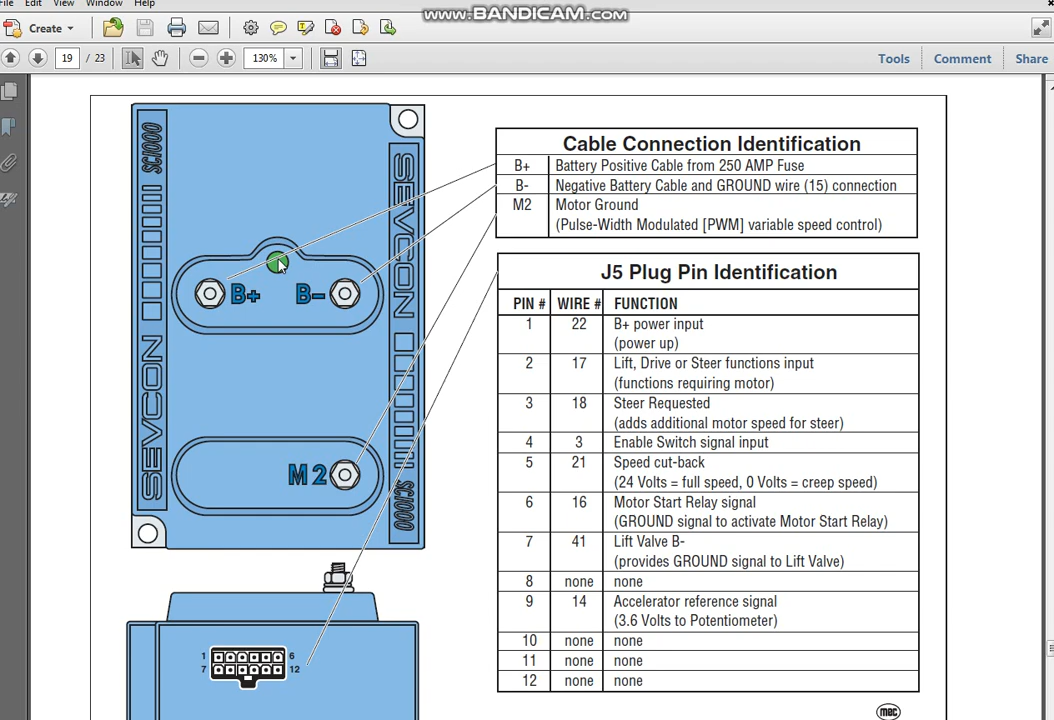 File Edit View Window Help
WWW.BANDICAM.COM
Create
19 / 23
130%
Tools Comment Share
SC1000
SEVCON
B+ B-
SEVCON
M2
SC1000
1 6
7 12
Cable Connection Identification
B+ Battery Positive Cable from 250 AMP Fuse
B- Negative Battery Cable and GROUND wire (15) connection
M2 Motor Ground
(Pulse-Width Modulated [PWM] variable speed control)
J5 Plug Pin Identification
PIN # WIRE # FUNCTION
1 22 B+ power input
(power up)
2 17 Lift, Drive or Steer functions input
(functions requiring motor)
3 18 Steer Requested
(adds additional motor speed for steer)
4 3 Enable Switch signal input
5 21 Speed cut-back
(24 Volts = full speed, 0 Volts = creep speed)
6 16 Motor Start Relay signal
(GROUND signal to activate Motor Start Relay)
7 41 Lift Valve B-
(provides GROUND signal to Lift Valve)
8 none none
9 14 Accelerator reference signal
(3.6 Volts to Potentiometer)
10 none none
11 none none
12 none none
mec